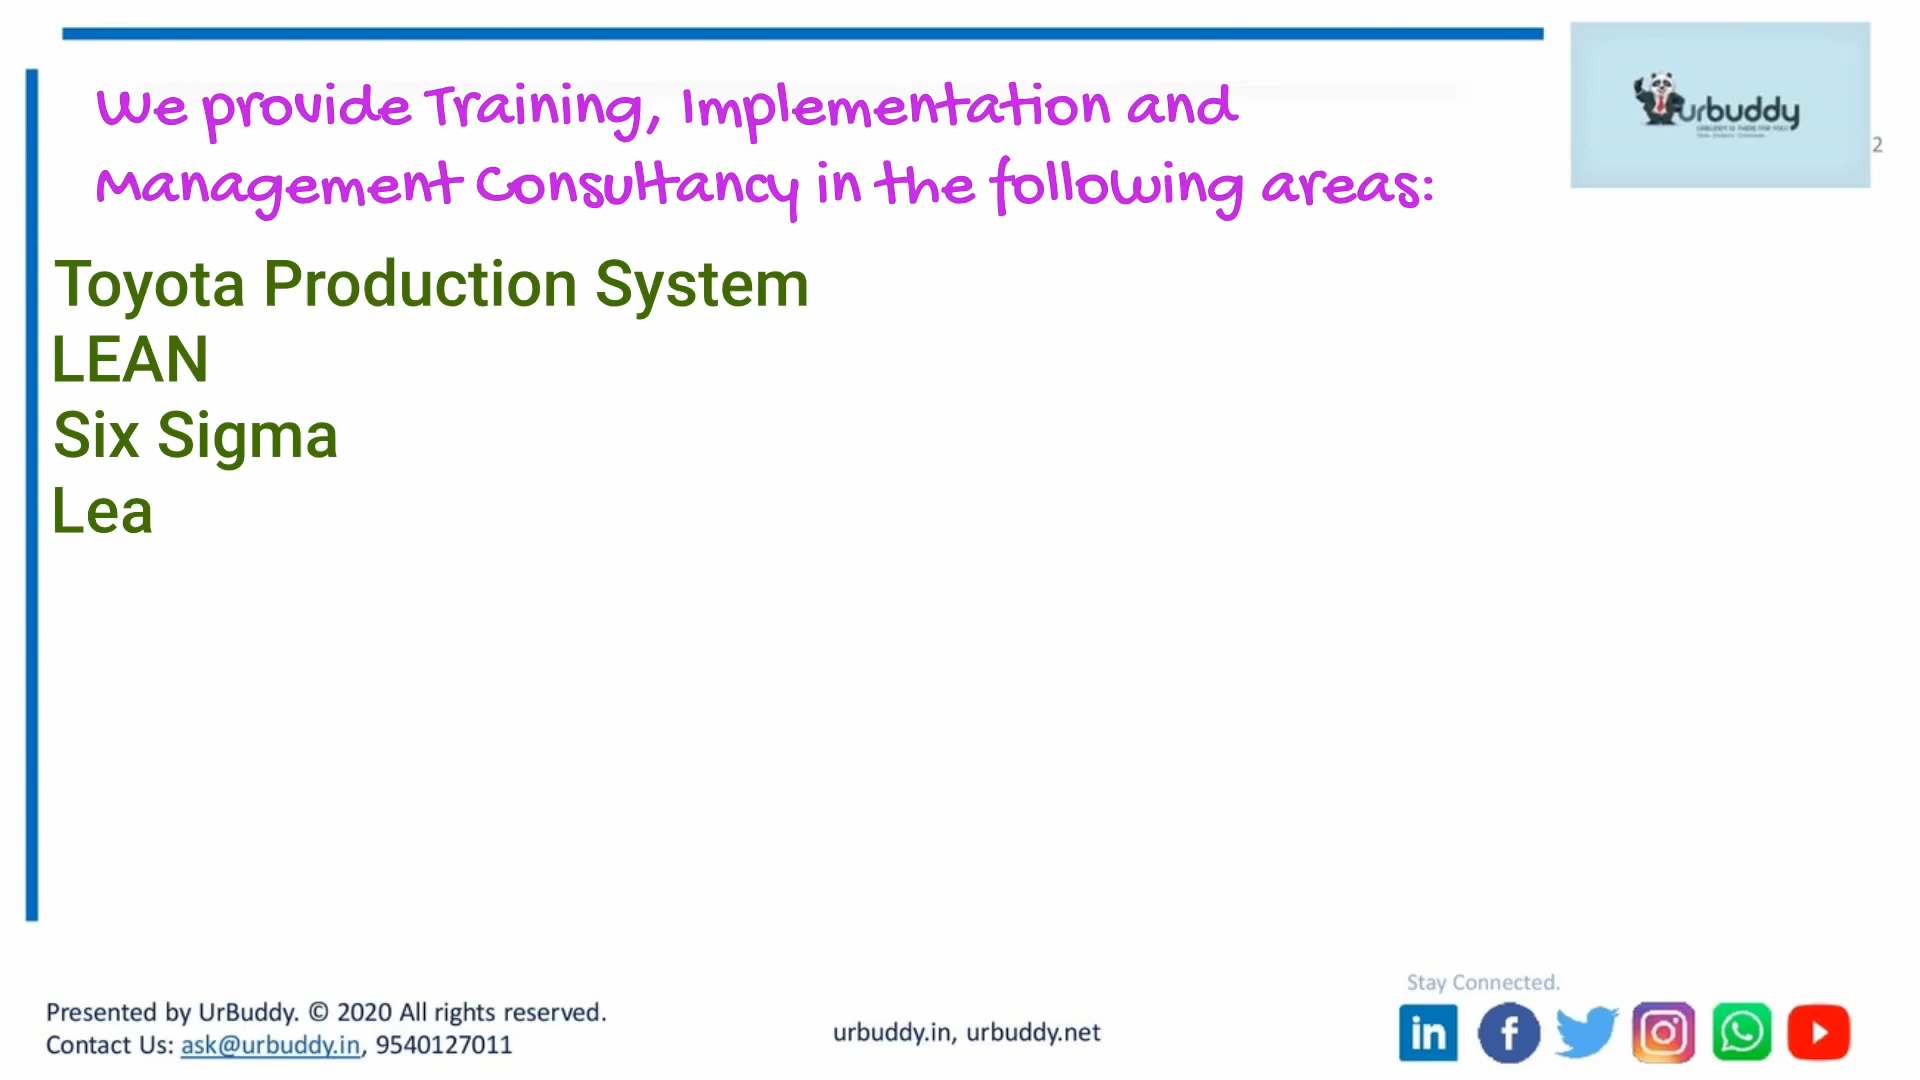 We provide Training, Implementation and
Management Consultancy in the following areas:
urbuddy
2
Toyota Production System
LEAN
Six Sigma
Lea
Stay Connected.
Presented by UrBuddy. © 2020 All rights reserved.
Contact Us: ask@urbuddy.in, 9540127011
urbuddy.in, urbuddy.net